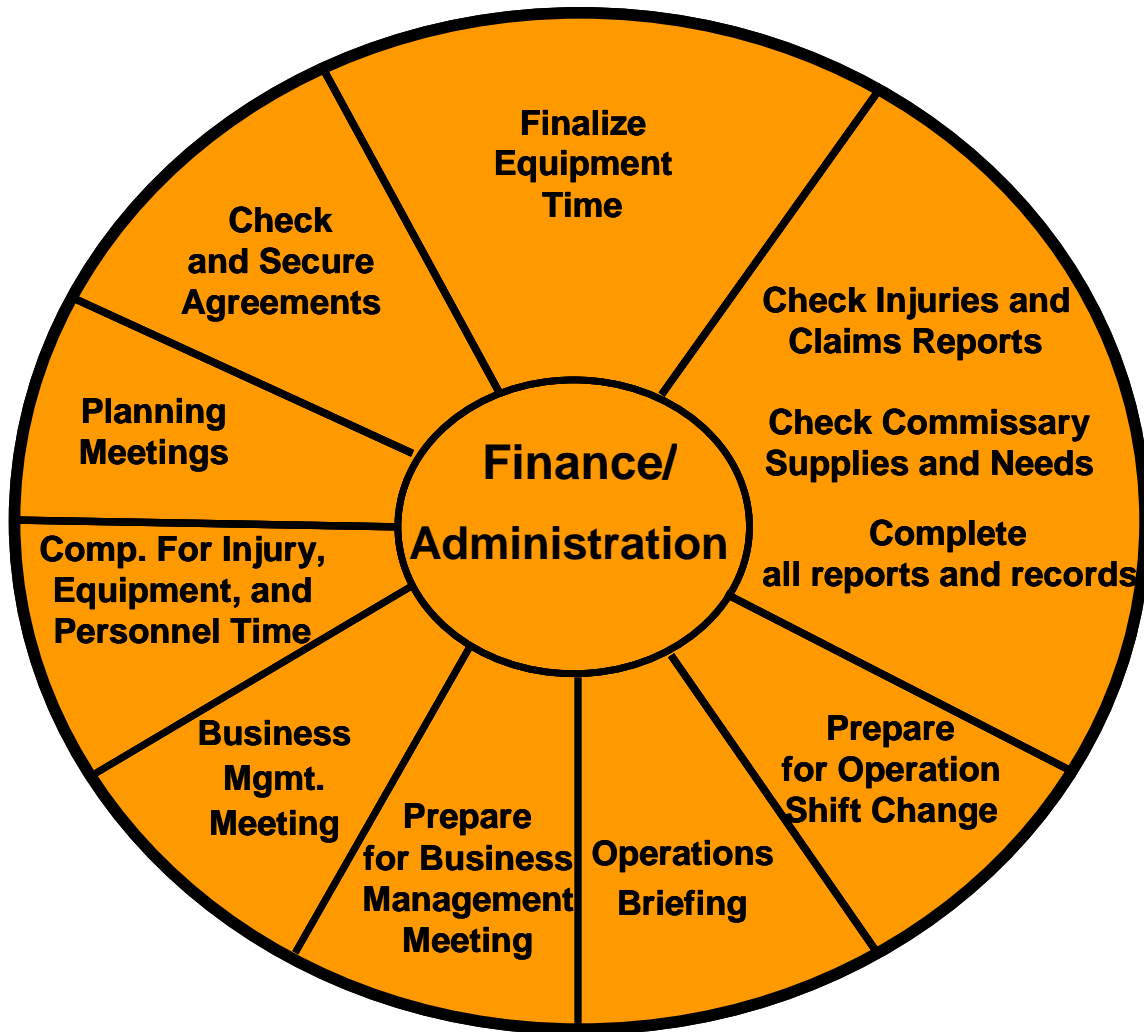 Finalize
Equipment
Time
Check
and Secure
Agreements
Check Injuries and
Claims Reports
Planning
Meetings
Check Commissary
Supplies and Needs
Finance/
Administration
Complete
all reports and records
Comp. For Injury,
Equipment, and
Personnel Time
Business
Mgmt.
Meeting
Prepare
for Business
Management
Meeting
Operations
Briefing
Prepare
for Operation
Shift Change